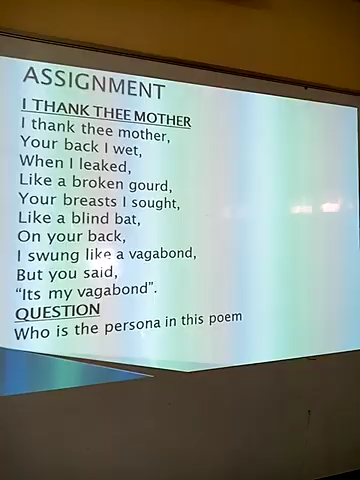 ASSIGNMENT
I THANK THEE MOTHER
I thank thee mother,
Your back I wet,
When I leaked,
Like a broken gourd,
Your breasts I sought,
Like a blind bat,
On your back,
I swung like a vagabond,
But you said,
“Its my vagabond”.
QUESTION
Who is the persona in this poem